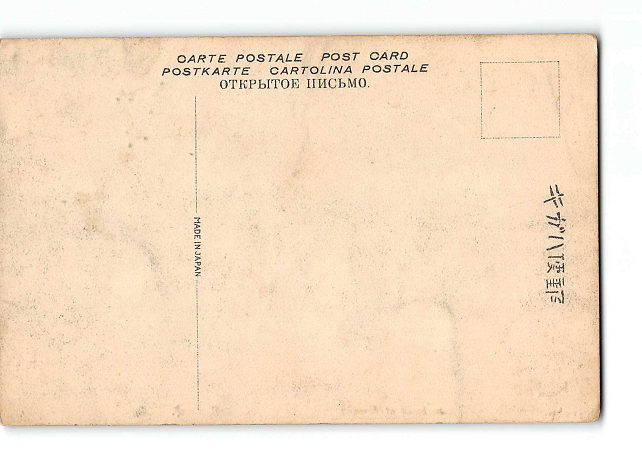 CARTE POSTALE POST CARD
POSTKARTE CARTOLINA POSTALE
ОТКРЫТОЕ ПИСЬМО.
MADE IN JAPAN
郵便ハガキ